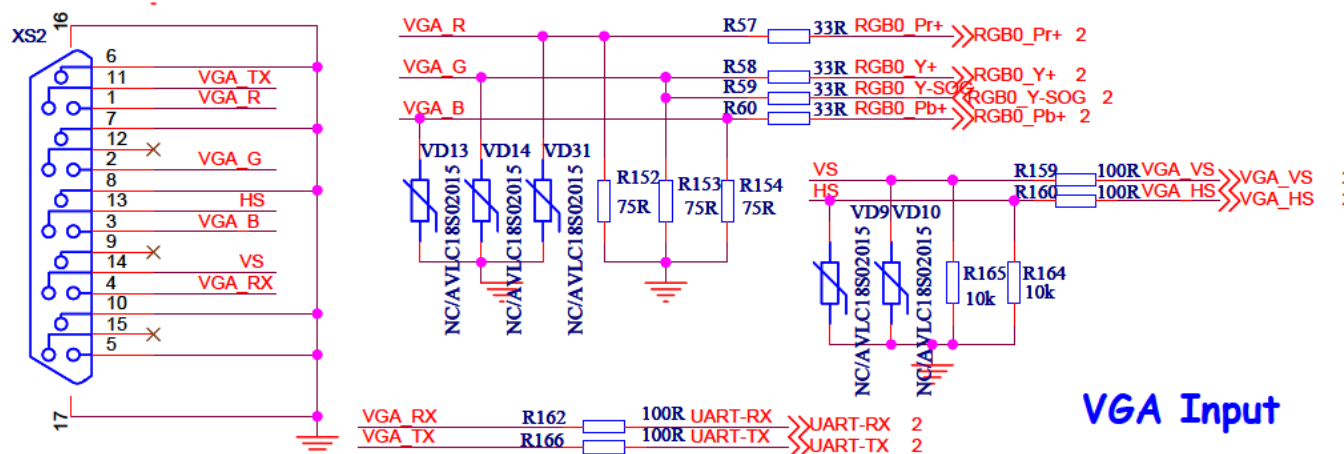 XS2
16
6
11 VGA_TX
1 VGA_R
7
12
2 VGA_G
8
13 HS
3 VGA_B
9
14 VS
4 VGA_RX
10
15
5
17
VGA_R R57 33R RGB0_Pr+ RGB0_Pr+ 2
VGA_G R58 33R RGB0_Y+ RGB0_Y+ 2
R59 33R RGB0_Y-SOG RGB0_Y-SOG 2
VGA_B R60 33R RGB0_Pb+ RGB0_Pb+ 2
VD13 NC/AVLC18S02015
VD14 NC/AVLC18S02015
VD31 NC/AVLC18S02015
R152 75R
R153 75R
R154 75R
VS R159 100R VGA_VS VGA_VS 2
HS R160 100R VGA_HS VGA_HS 2
VD9 NC/AVLC18S02015
VD10 NC/AVLC18S02015
R165 10k
R164 10k
VGA_RX R162 100R UART-RX UART-RX 2
VGA_TX R166 100R UART-TX UART-TX 2
VGA Input